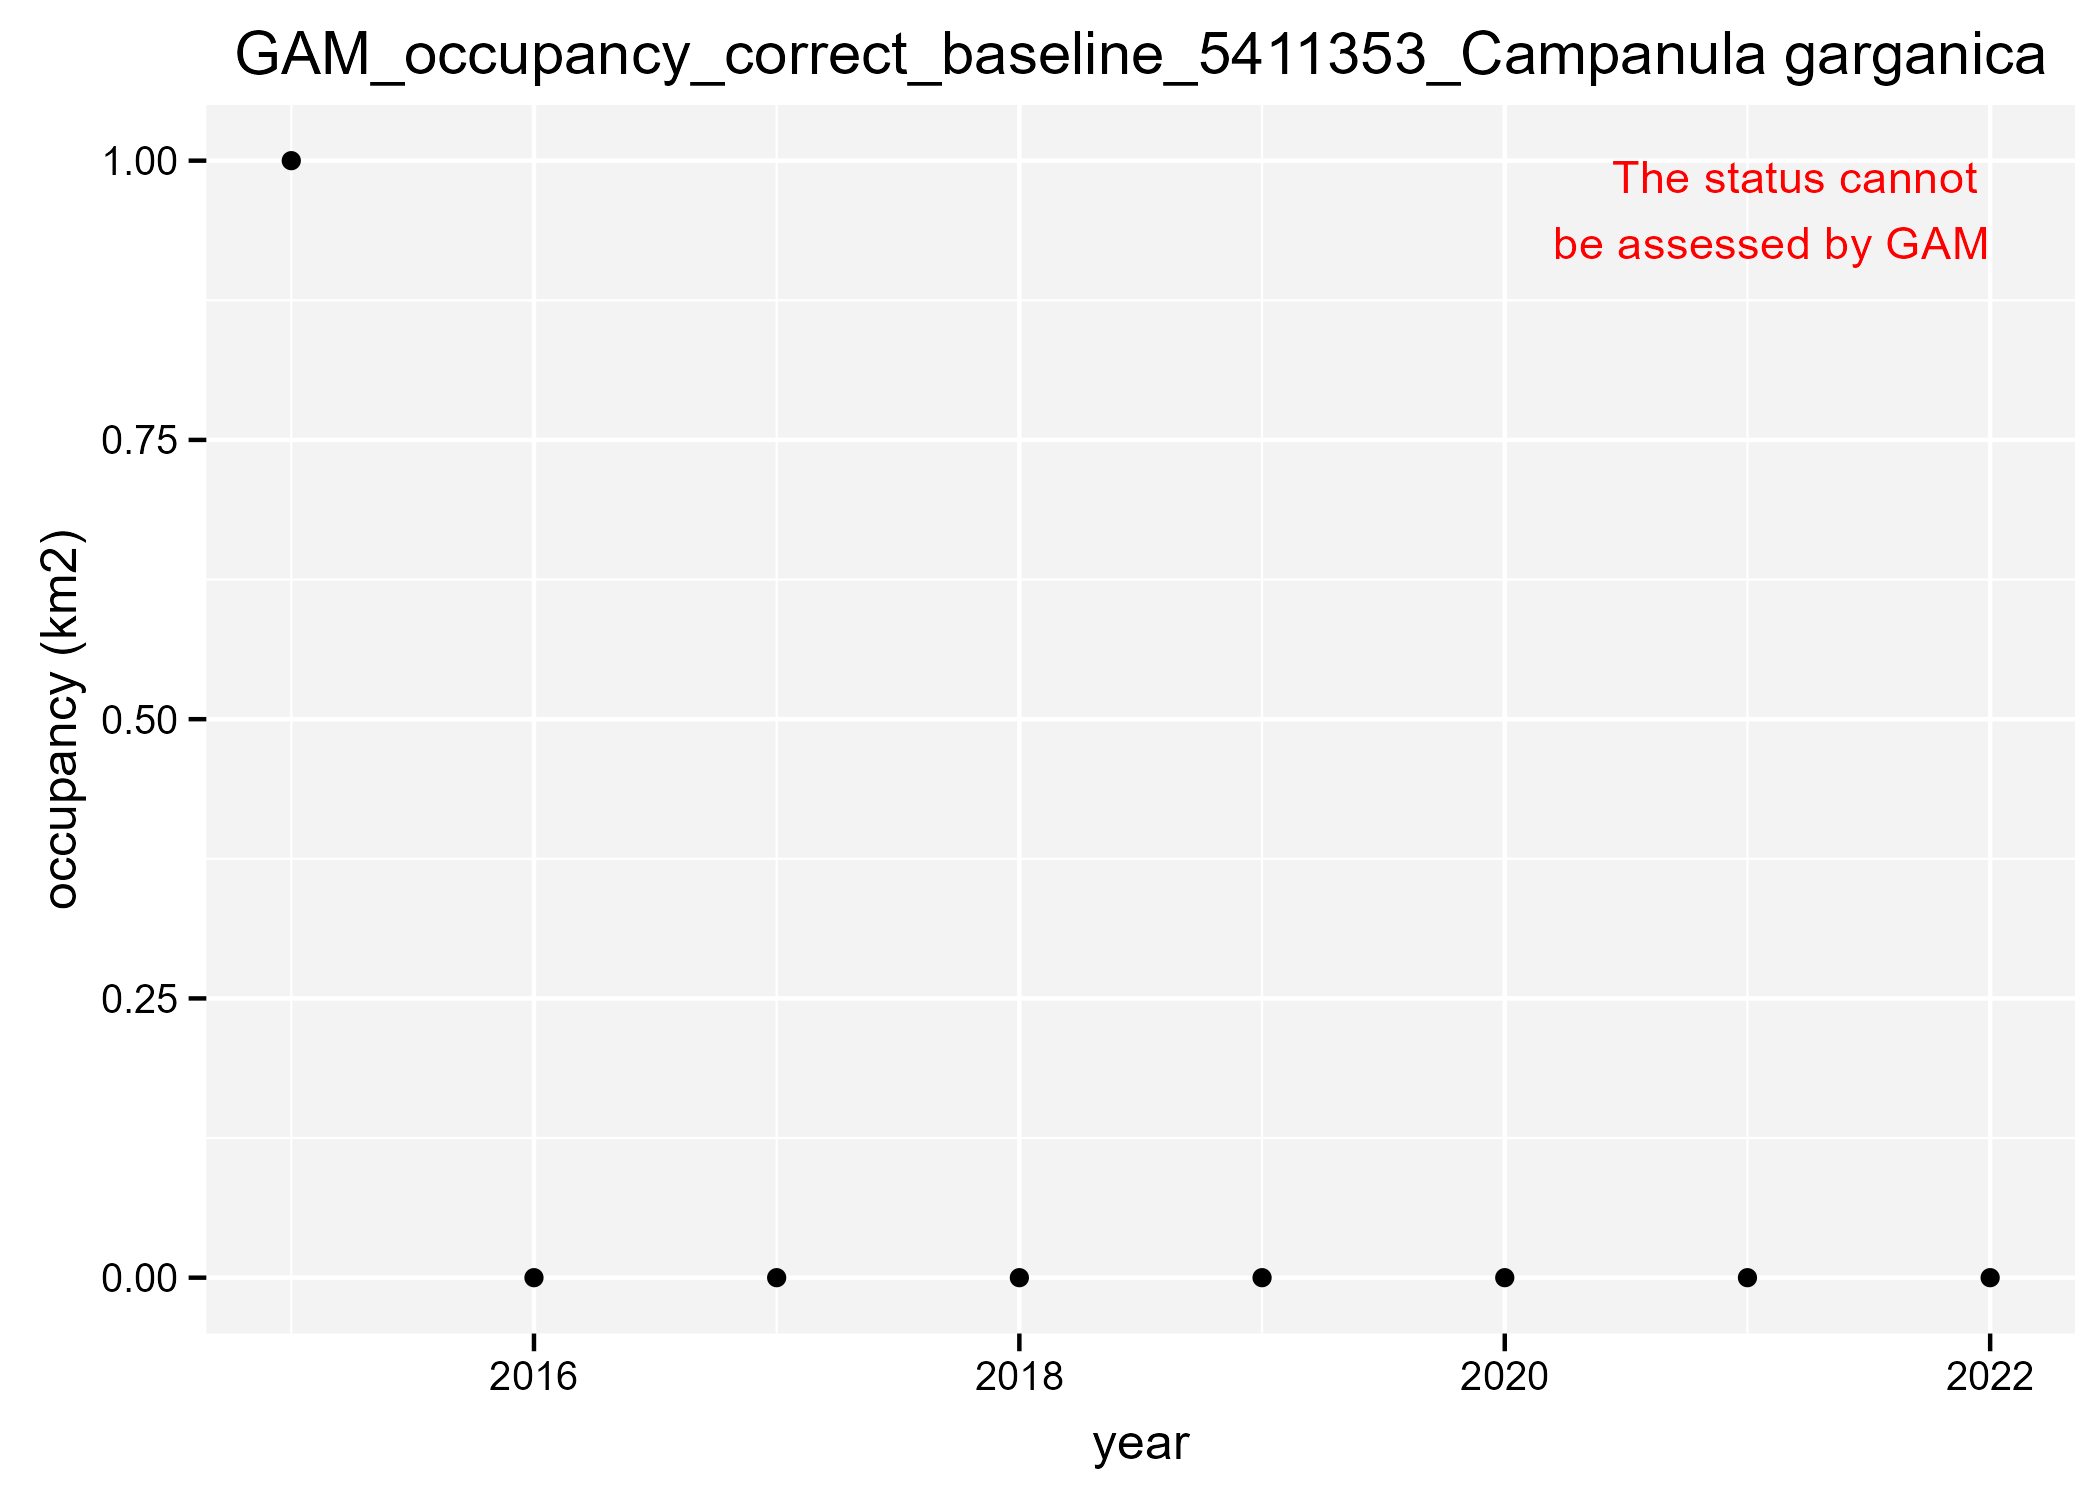 GAM_occupancy_correct_baseline_5411353_Campanula garganica
The status cannot
be assessed by GAM
occupancy (km2)
1.00
0.75
0.50
0.25
0.00
2016
2018
2020
2022
year